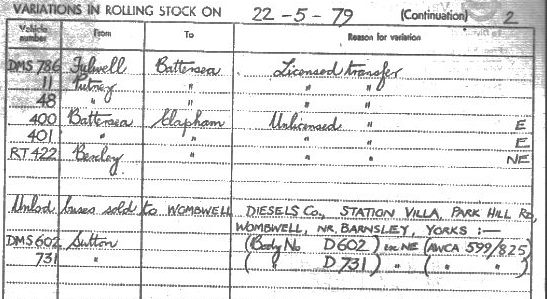 VARIATIONS IN ROLLING STOCK ON 22-5-79 (Continuation) 2
Vehicle number From To Reason for variation
DMS 786 Fulwell Battersea Licensed transfer
11 Putney " " "
48 " " " "
400 Battersea Clapham Unlicensed " E
401 " " " " E
RT 422 Bexley " " " NE
Unlcd buses sold to WOMBWELL DIESELS Co., STATION VILLA, PARK HILL RD,
WOMBWELL, NR. BARNSLEY, YORKS :—
DMS 602 Sutton (Body No D602) ex NE (AWCA 599/825)
731 " ( " D731) " ( " " )